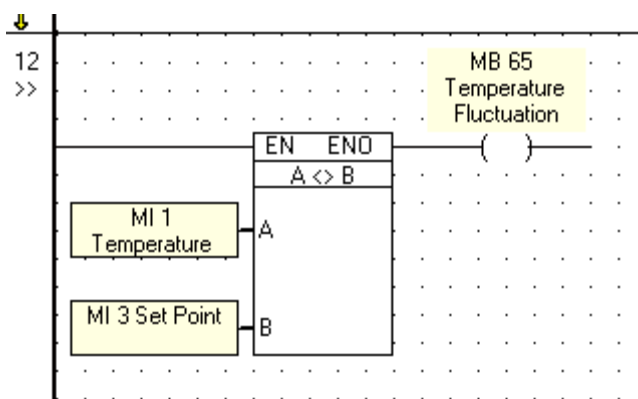 12
>>
MB 65
Temperature
Fluctuation
EN ENO
A <> B
MI 1
Temperature
A
MI 3 Set Point
B